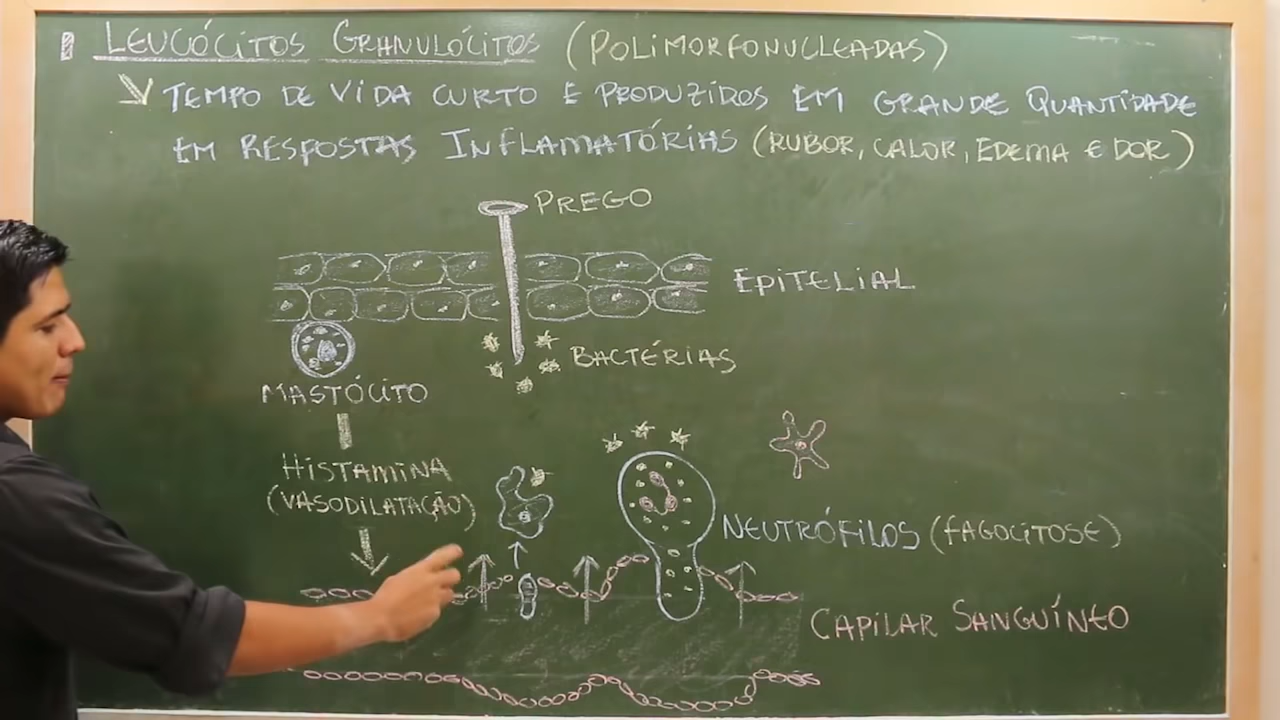 LEUCÓCITOS GRANULÓCITOS (POLIMORFONUCLEADAS)
TEMPO DE VIDA CURTO E PRODUZIDOS EM GRANDE QUANTIDADE
EM RESPOSTAS INFLAMATÓRIAS (RUBOR, CALOR, EDEMA E DOR)
PREGO
EPITELIAL
BACTÉRIAS
MASTÓCITO
HISTAMINA
(VASODILATAÇÃO)
NEUTRÓFILOS (FAGOCITOSE)
CAPILAR SANGUÍNEO